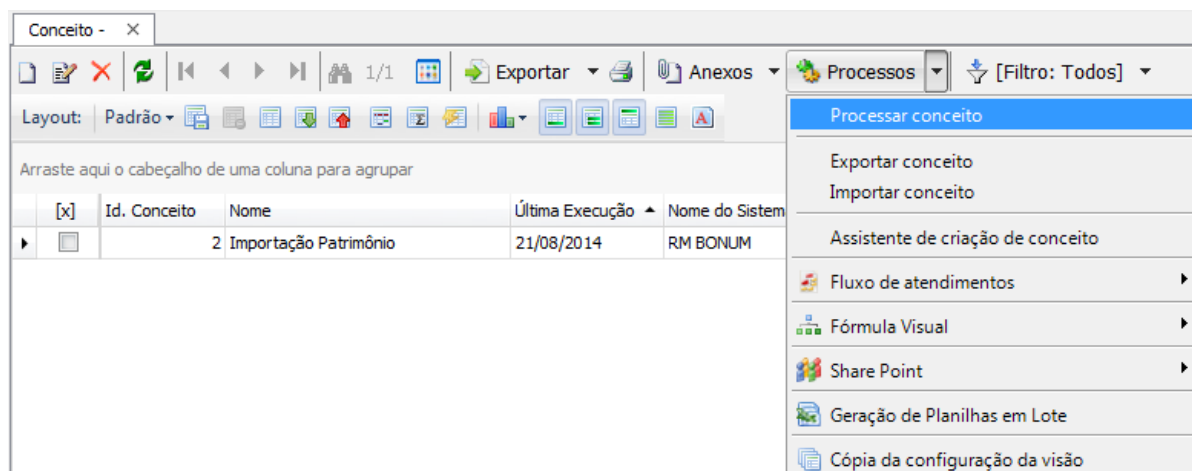 Conceito -
1/1 Exportar Anexos Processos [Filtro: Todos]
Layout: Padrão
Arraste aqui o cabeçalho de uma coluna para agrupar
[x] Id. Conceito Nome Última Execução Nome do Sistem
2 Importação Patrimônio 21/08/2014 RM BONUM
Processar conceito
Exportar conceito
Importar conceito
Assistente de criação de conceito
Fluxo de atendimentos
Fórmula Visual
Share Point
Geração de Planilhas em Lote
Cópia da configuração da visão